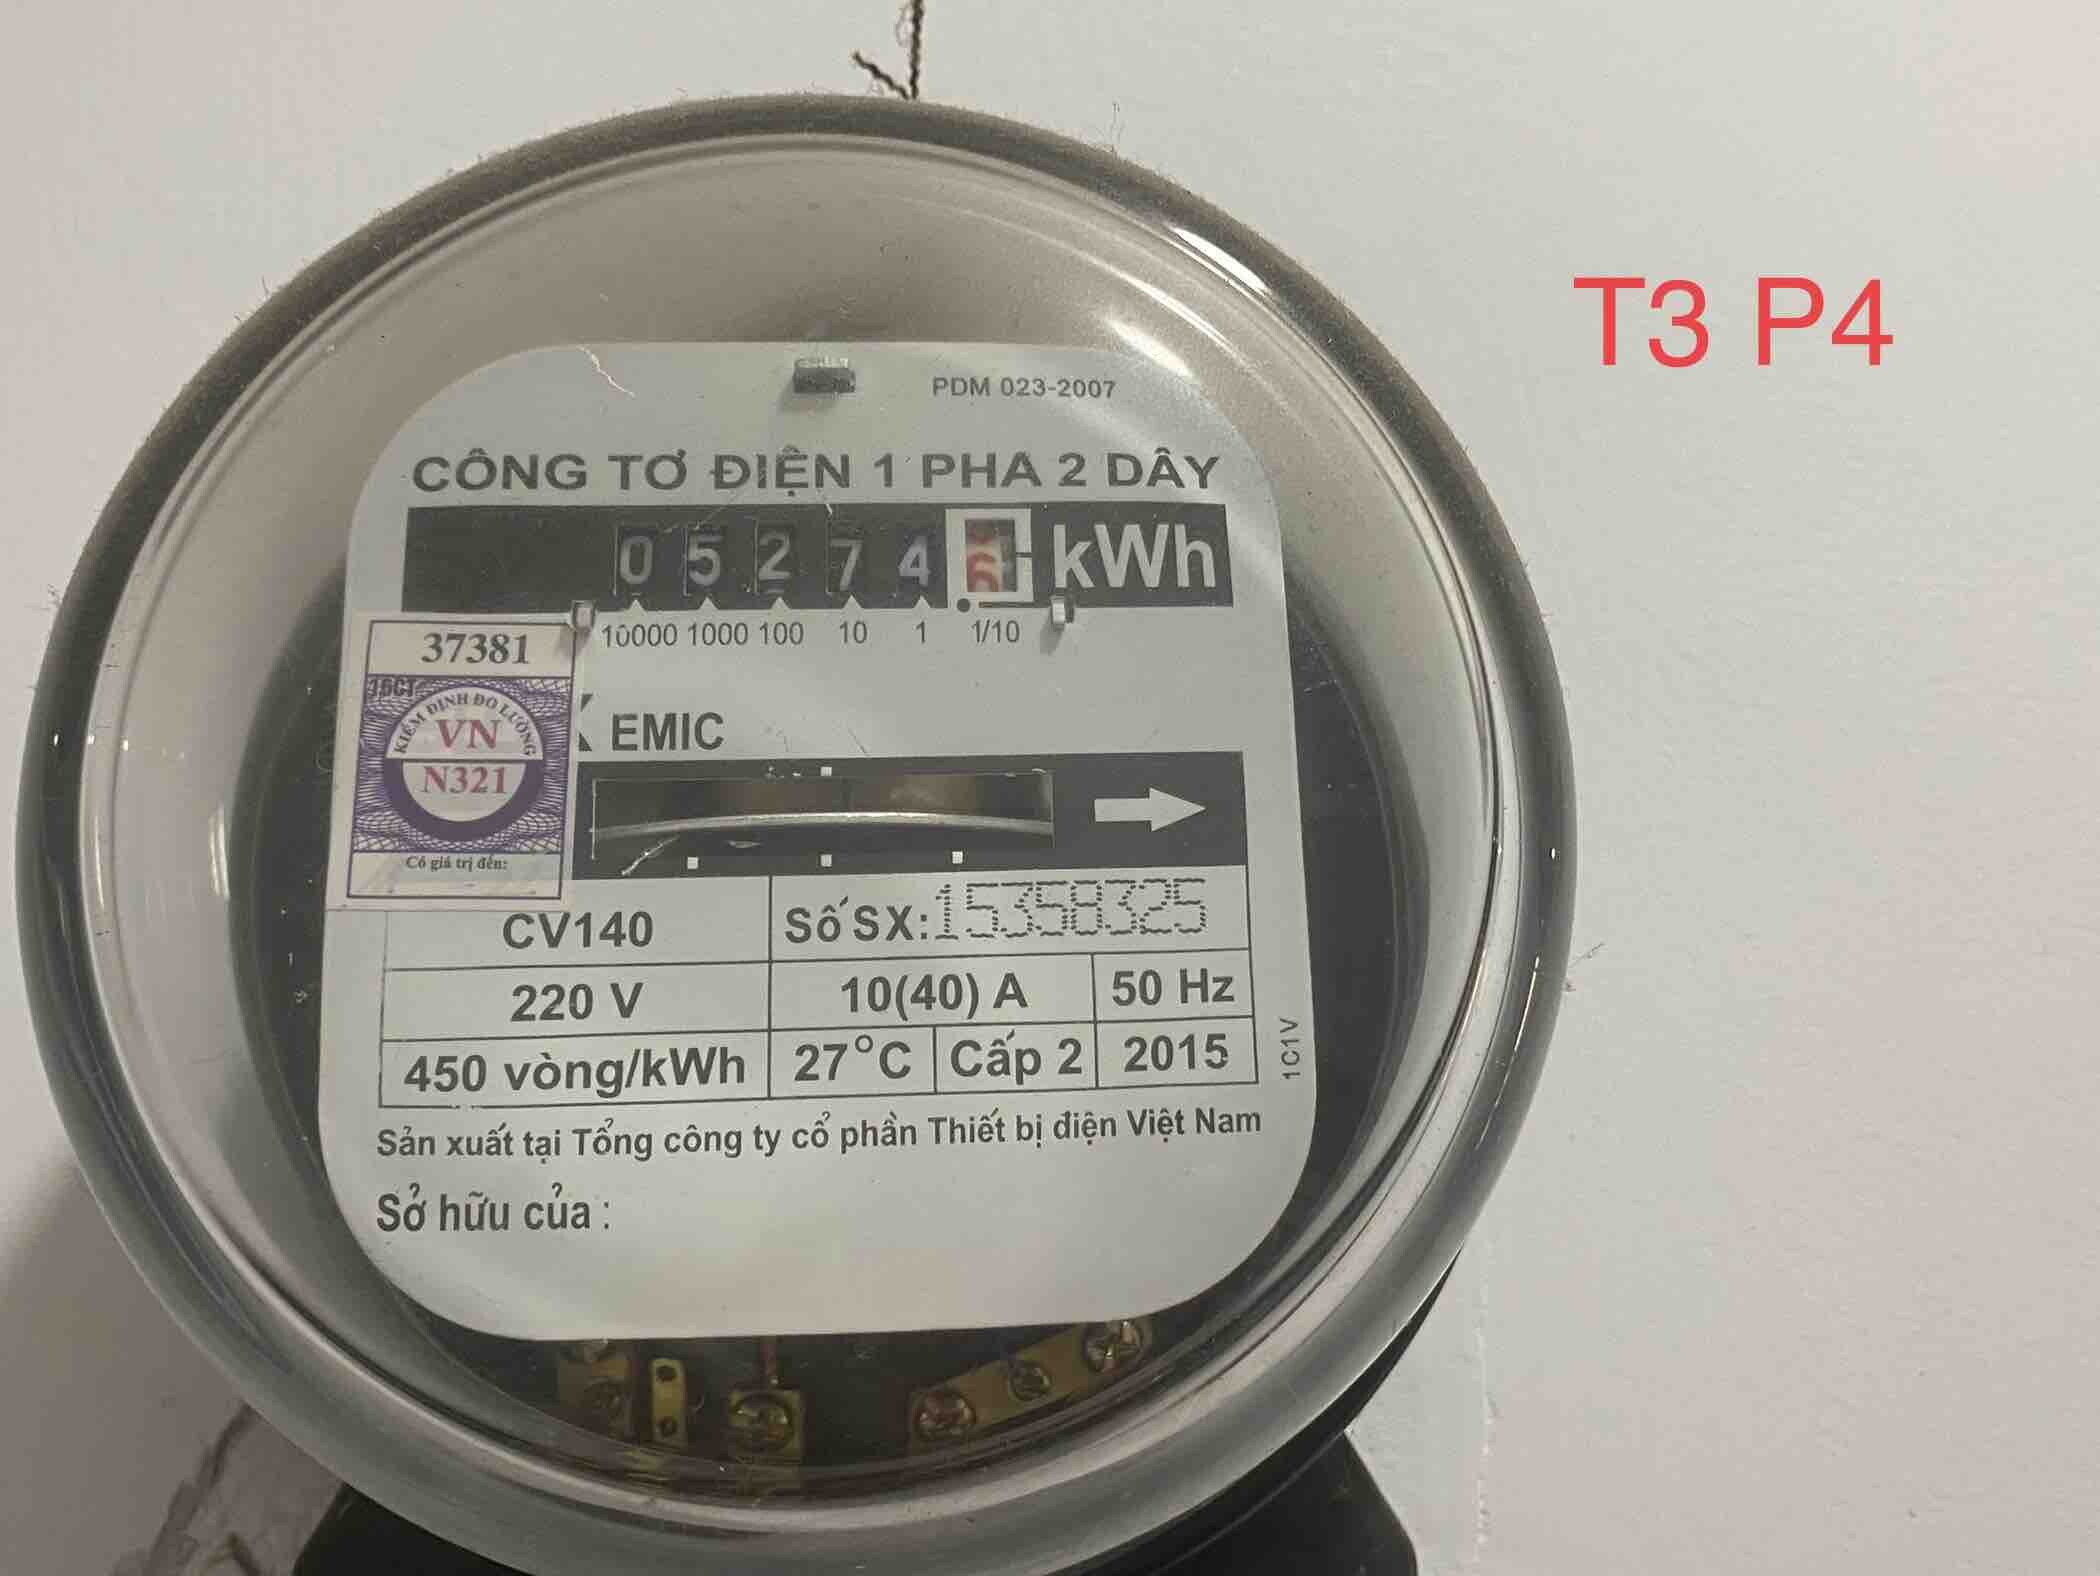 T3 P4
PDM 023-2007
CÔNG TƠ ĐIỆN 1 PHA 2 DÂY
0 5 2 7 4 6 kWh
10000 1000 100 10 1 1/10
37381
16CT
KIỂM ĐỊNH ĐO LƯỜNG
VN
N321
Có giá trị đến:
EMIC
CV140 Số SX: 15358325
220 V 10(40) A 50 Hz
450 vòng/kWh 27°C Cấp 2 2015
1C1V
Sản xuất tại Tổng công ty cổ phần Thiết bị điện Việt Nam
Sở hữu của :